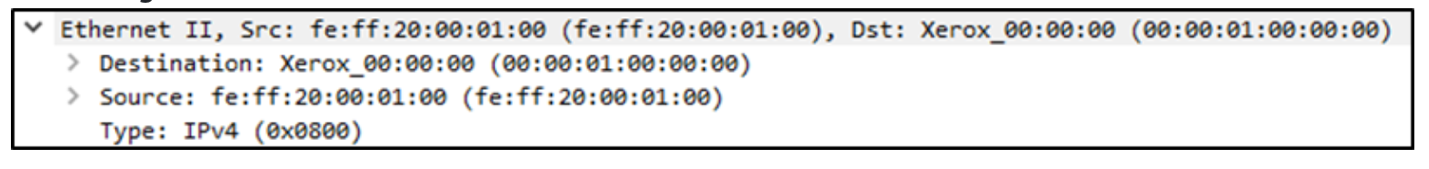 Ethernet II, Src: fe:ff:20:00:01:00 (fe:ff:20:00:01:00), Dst: Xerox_00:00:00 (00:00:01:00:00:00)
Destination: Xerox_00:00:00 (00:00:01:00:00:00)
Source: fe:ff:20:00:01:00 (fe:ff:20:00:01:00)
Type: IPv4 (0x0800)